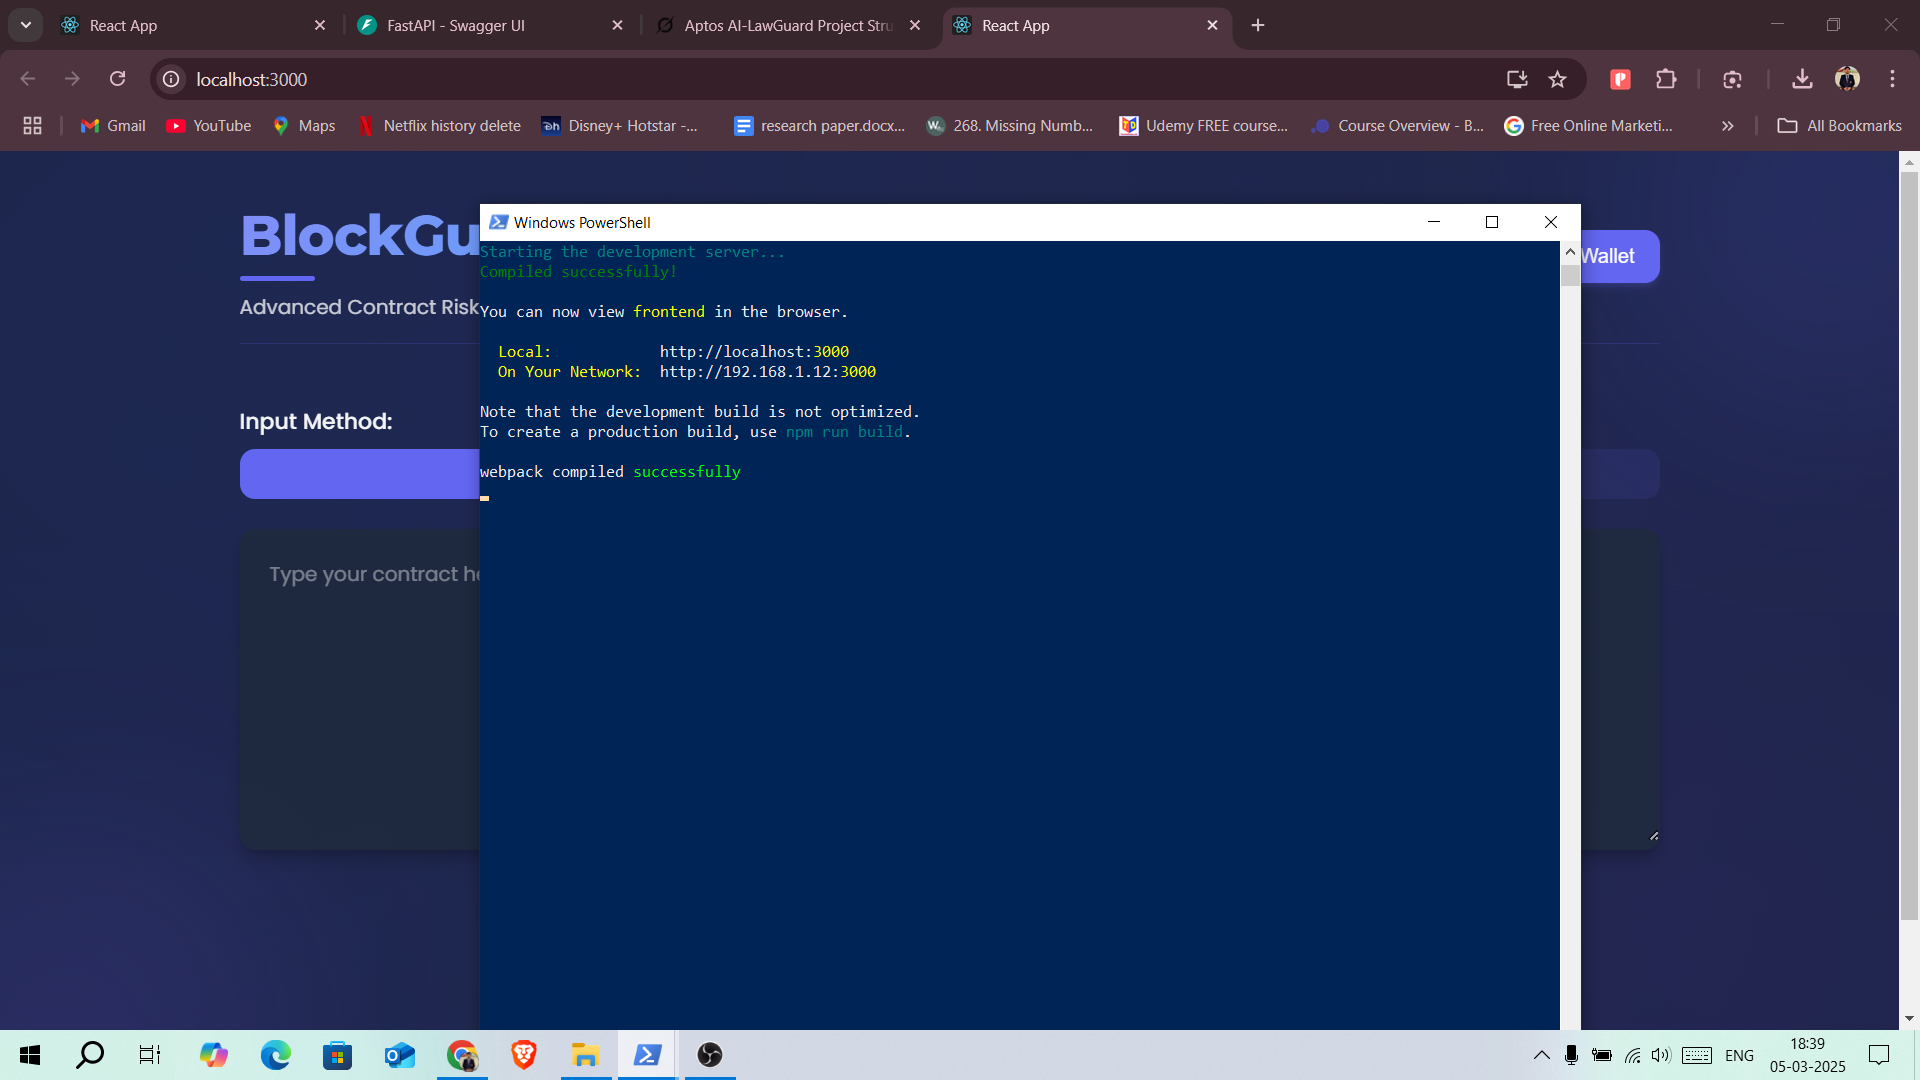 React App
FastAPI - Swagger UI
Aptos AI-LawGuard Project Stru
React App
localhost:3000
Gmail
YouTube
Maps
Netflix history delete
Disney+ Hotstar -...
research paper.docx...
268. Missing Numb...
Udemy FREE course...
Course Overview - B...
Free Online Marketi...
All Bookmarks
BlockGu
Wallet
Advanced Contract Risk
Input Method:
Type your contract he
Windows PowerShell
Starting the development server...
Compiled successfully!
You can now view frontend in the browser.
Local: http://localhost:3000
On Your Network: http://192.168.1.12:3000
Note that the development build is not optimized.
To create a production build, use npm run build.
webpack compiled successfully
ENG
18:39
05-03-2025